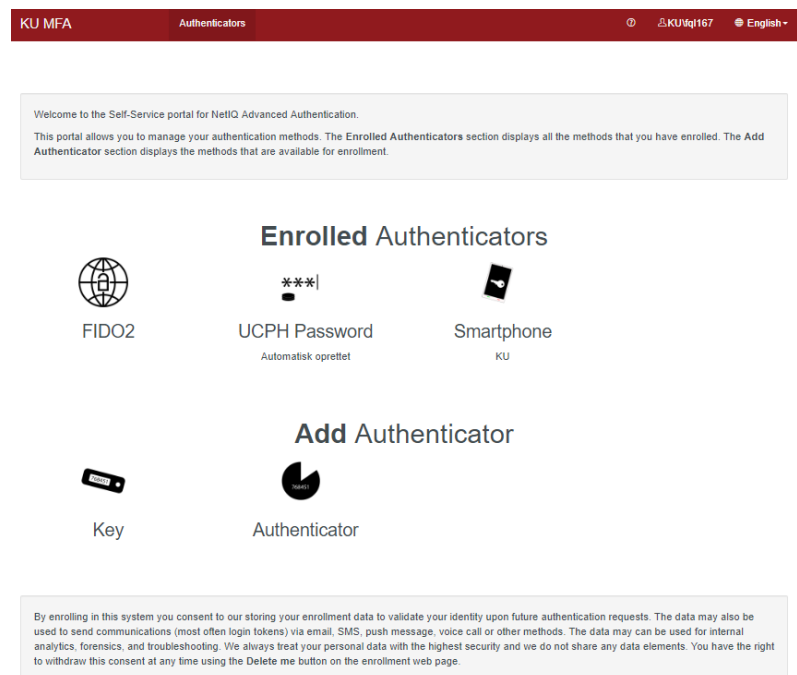 KU MFA Authenticators KU\fql167 English
Welcome to the Self-Service portal for NetIQ Advanced Authentication.
This portal allows you to manage your authentication methods. The Enrolled Authenticators section displays all the methods that you have enrolled. The Add
Authenticator section displays the methods that are available for enrollment.
Enrolled Authenticators
***|
FIDO2 UCPH Password Smartphone
Automatisk oprettet KU
Add Authenticator
768451 768451
Key Authenticator
By enrolling in this system you consent to our storing your enrollment data to validate your identity upon future authentication requests. The data may also be
used to send communications (most often login tokens) via email, SMS, push message, voice call or other methods. The data may can be used for internal
analytics, forensics, and troubleshooting. We always treat your personal data with the highest security and we do not share any data elements. You have the right
to withdraw this consent at any time using the Delete me button on the enrollment web page.